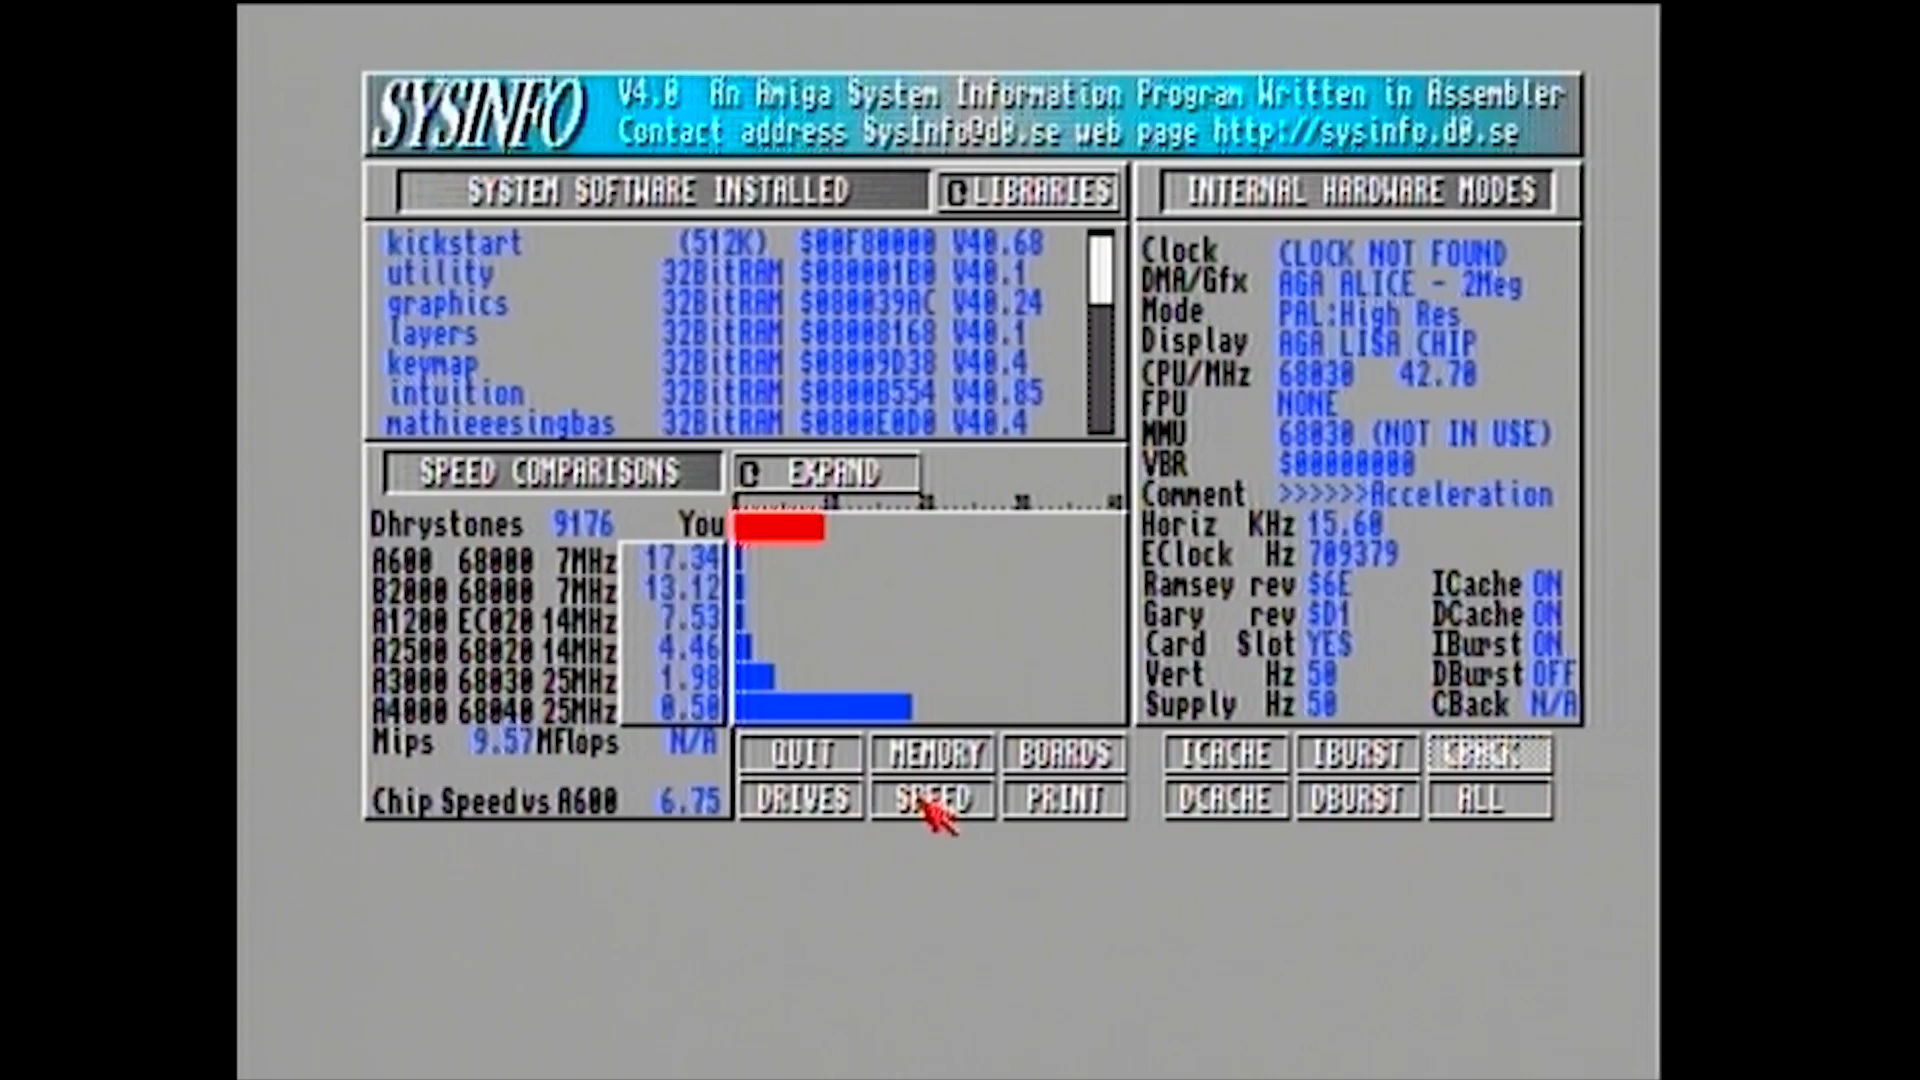 SYSINFO V4.0 An Amiga System Information Program Written in Assembler
Contact address SysInfo@d0.se web page http://sysinfo.d0.se
SYSTEM SOFTWARE INSTALLED
LIBRARIES
kickstart (512K) $00F80000 V40.68
utility 32BitRAM $080001B0 V40.1
graphics 32BitRAM $080039AC V40.24
layers 32BitRAM $08008168 V40.1
keymap 32BitRAM $08009D38 V40.4
intuition 32BitRAM $0800B554 V40.85
mathieeesingbas 32BitRAM $0800E0D0 V40.4
INTERNAL HARDWARE MODES
Clock CLOCK NOT FOUND
DMA/Gfx AGA ALICE - 2Meg
Mode PAL:High Res
Display AGA LISA CHIP
CPU/MHz 68030 42.70
FPU NONE
MMU 68030 (NOT IN USE)
VBR $00000000
Comment >>>>>>Acceleration
Horiz KHz 15.60
EClock Hz 709379
Ramsey rev $6E ICache ON
Gary rev $D1 DCache ON
Card Slot YES IBurst ON
Vert Hz 50 DBurst OFF
Supply Hz 50 CBack N/A
SPEED COMPARISONS
EXPAND
10 20 30 40
Dhrystones 9176 You
A600 68000 7MHz 17.34
B2000 68000 7MHz 13.12
A1200 EC020 14MHz 7.53
A2500 68020 14MHz 4.46
A3000 68030 25MHz 1.98
A4000 68040 25MHz 0.50
Mips 9.57 MFlops N/A
Chip Speed vs A600 6.75
QUIT MEMORY BOARDS
DRIVES SPEED PRINT
ICACHE IBURST CBACK
DCACHE DBURST ALL